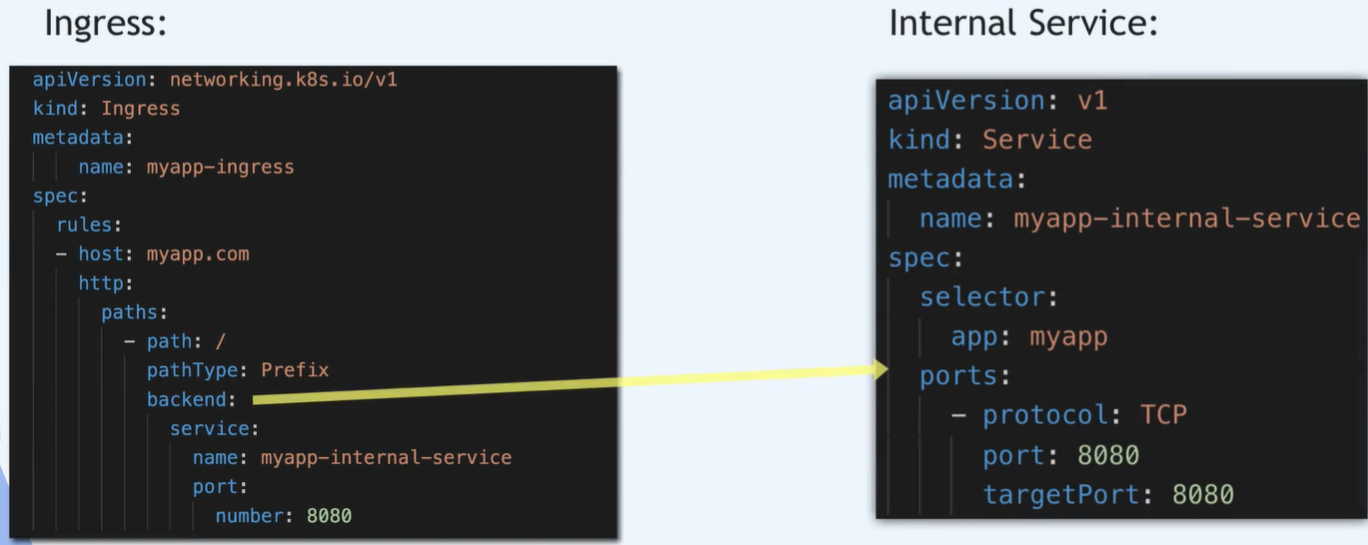 Ingress:
apiVersion: networking.k8s.io/v1
kind: Ingress
metadata:
name: myapp-ingress
spec:
rules:
- host: myapp.com
http:
paths:
- path: /
pathType: Prefix
backend:
service:
name: myapp-internal-service
port:
number: 8080
Internal Service:
apiVersion: v1
kind: Service
metadata:
name: myapp-internal-service
spec:
selector:
app: myapp
ports:
- protocol: TCP
port: 8080
targetPort: 8080